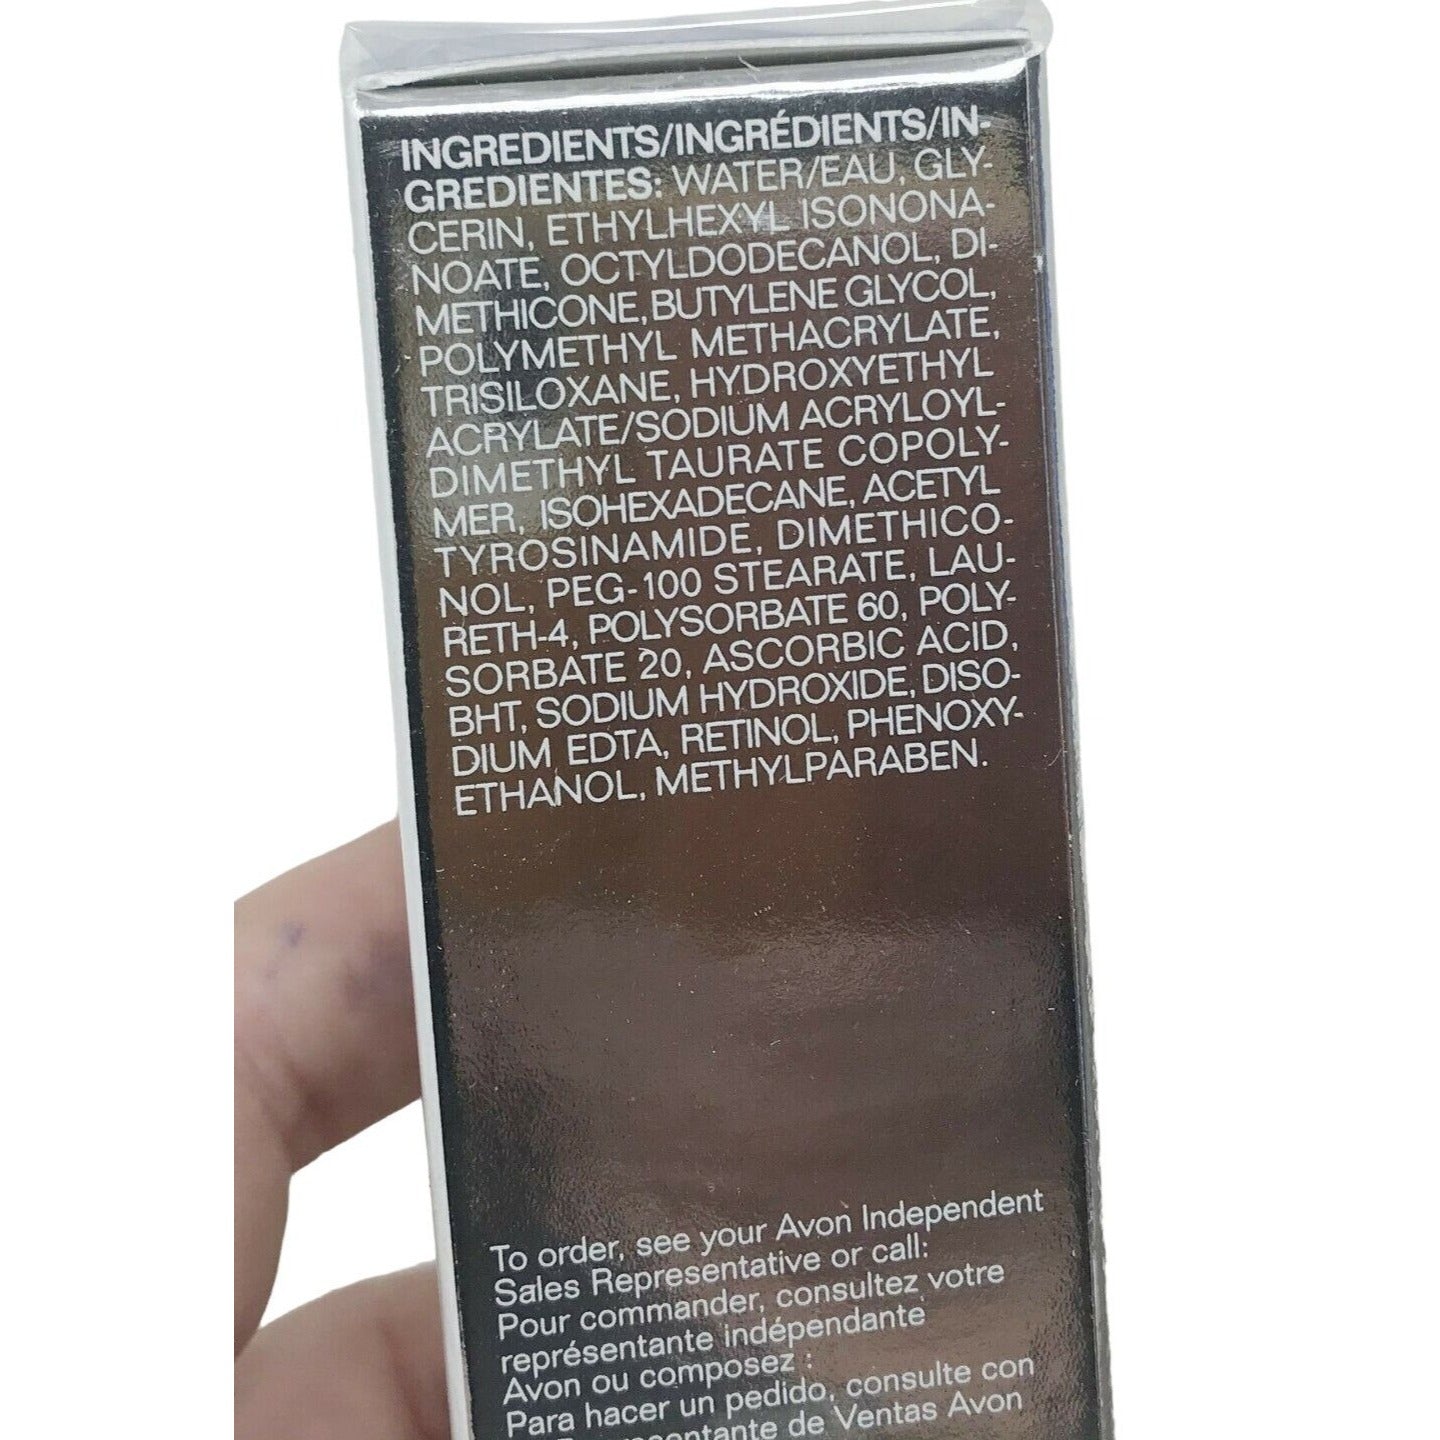 INGREDIENTS/INGRÉDIENTS/IN-
GREDIENTES: WATER/EAU, GLY-
CERIN, ETHYLHEXYL ISONONA-
NOATE, OCTYLDODECANOL, DI-
METHICONE, BUTYLENE GLYCOL,
POLYMETHYL METHACRYLATE,
TRISILOXANE, HYDROXYETHYL
ACRYLATE/SODIUM ACRYLOYL-
DIMETHYL TAURATE COPOLY-
MER, ISOHEXADECANE, ACETYL
TYROSINAMIDE, DIMETHICO-
NOL, PEG-100 STEARATE, LAU-
RETH-4, POLYSORBATE 60, POLY-
SORBATE 20, ASCORBIC ACID,
BHT, SODIUM HYDROXIDE, DISO-
DIUM EDTA, RETINOL, PHENOXY-
ETHANOL, METHYLPARABEN.
To order, see your Avon Independent
Sales Representative or call:
Pour commander, consultez votre
représentante indépendante
Avon ou composez :
Para hacer un pedido, consulte con
de Ventas Avon